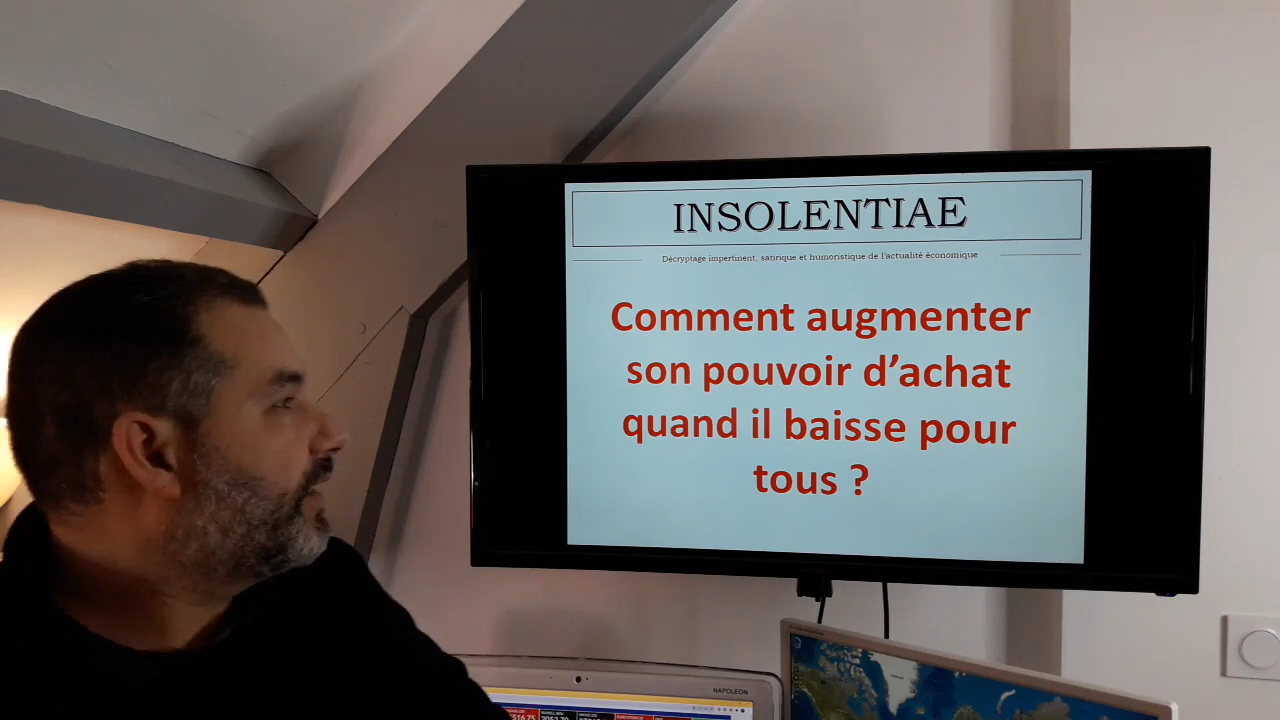 INSOLENTIAE
Décryptage impertinent, satirique et humoristique de l'actualité économique
Comment augmenter
son pouvoir d'achat
quand il baisse pour
tous ?
NAPOLEON